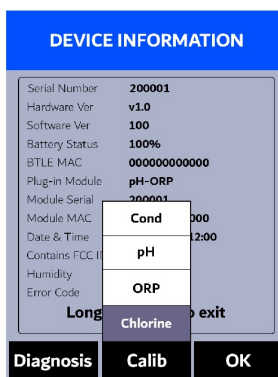 DEVICE INFORMATION
Serial Number 200001
Hardware Ver v1.0
Software Ver 100
Battery Status 100%
BTLE MAC 000000000000
Plug-in Module pH-ORP
Module Serial 200001
Module MAC 000
Date & Time 12:00
Contains FCC
Humidity
Error Code
Cond
pH
ORP
Chlorine
Long exit
Diagnosis Calib OK